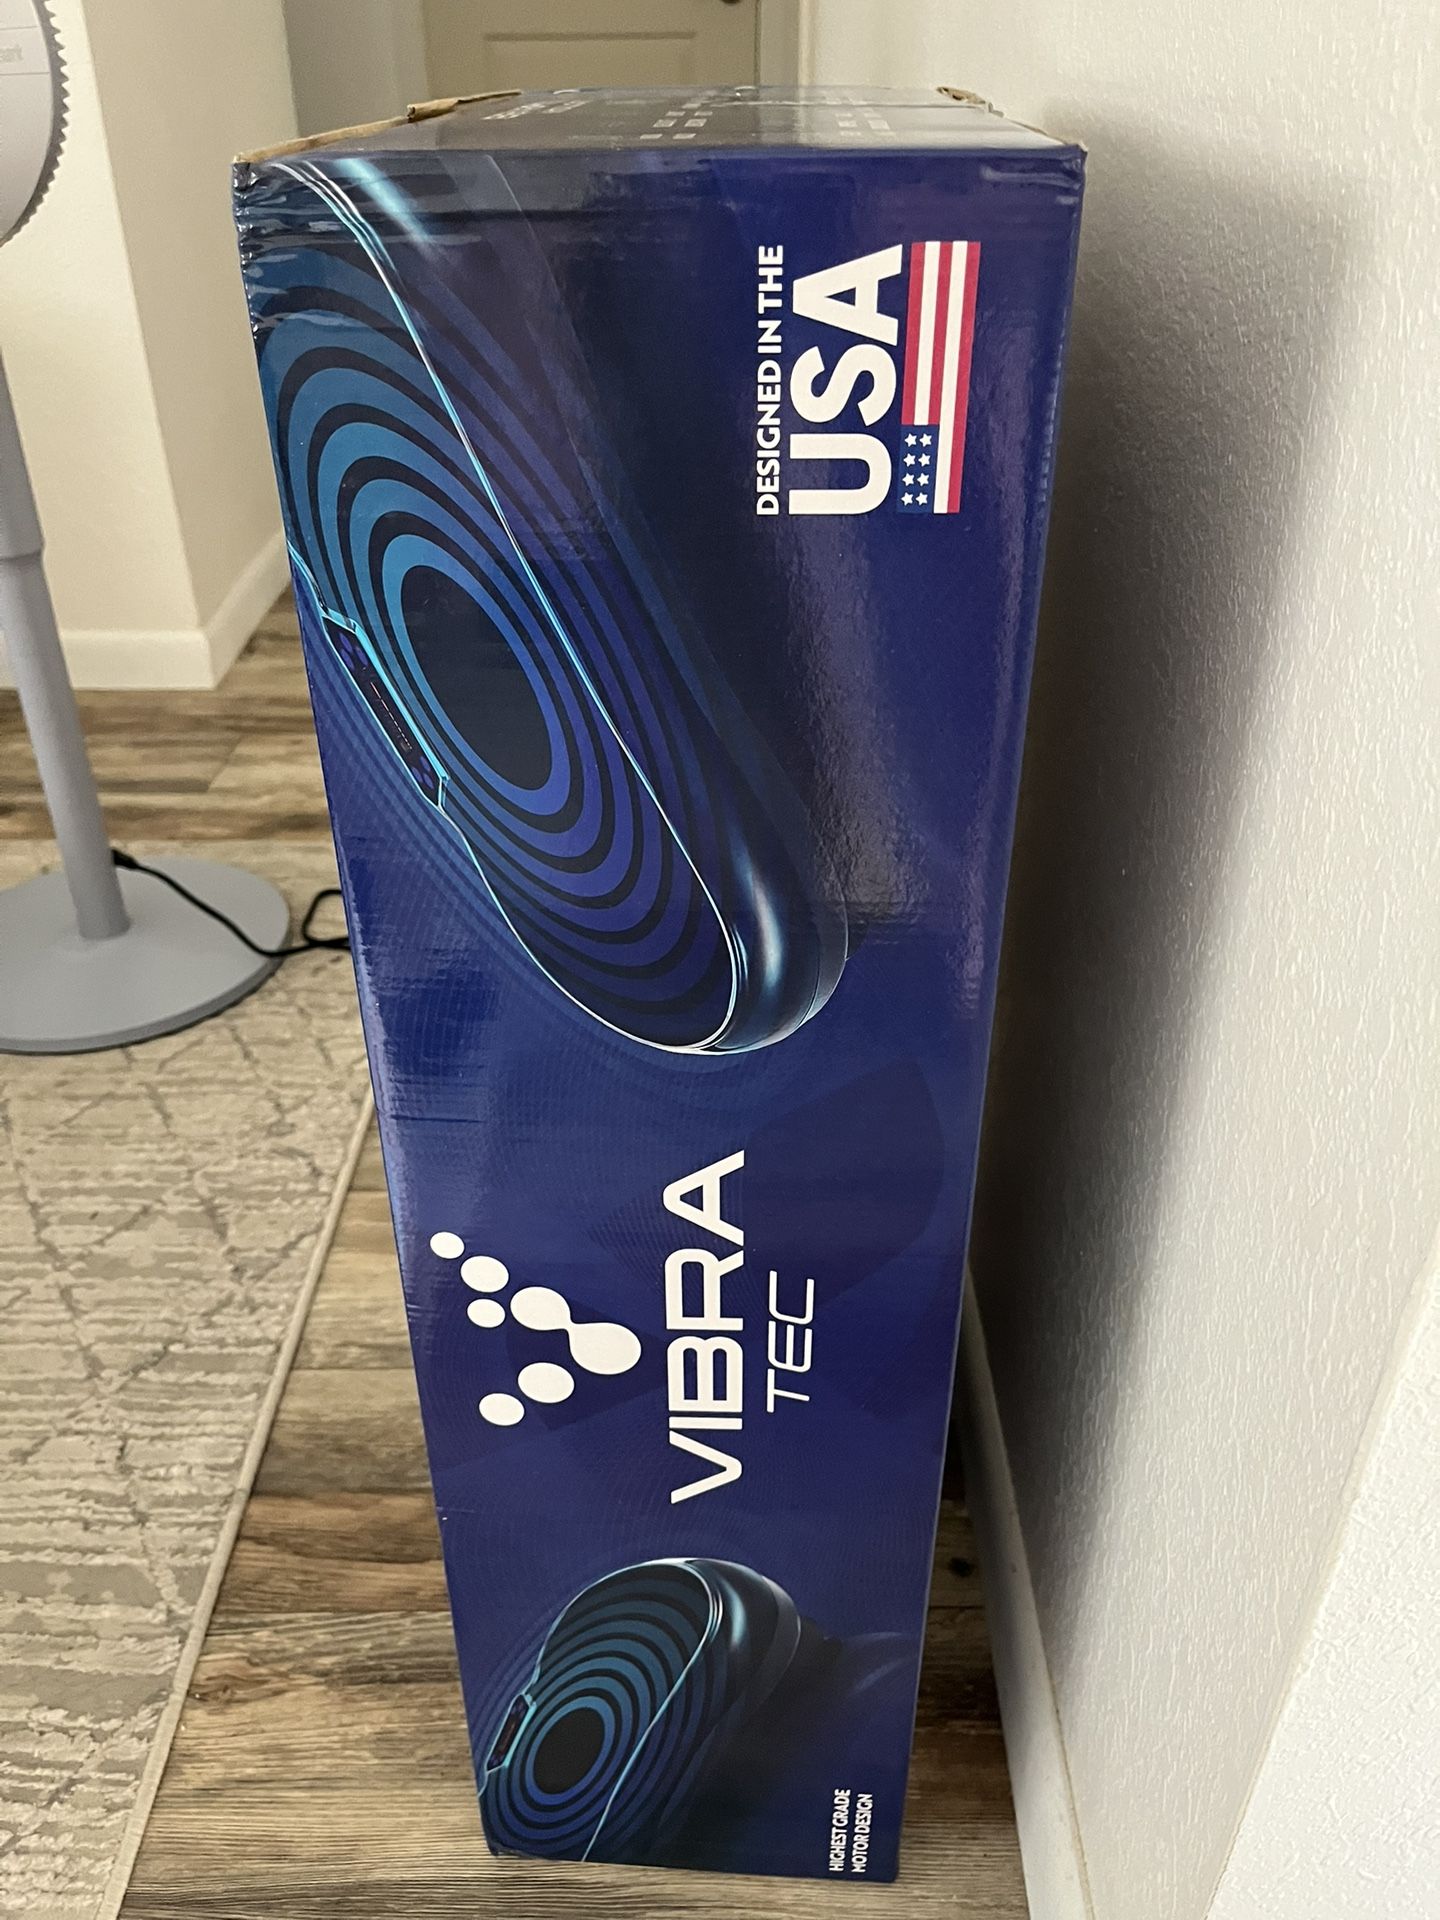 DESIGNED IN THE
USA
VIBRA
TEC
HIGHEST GRADE
MOTOR DESIGN